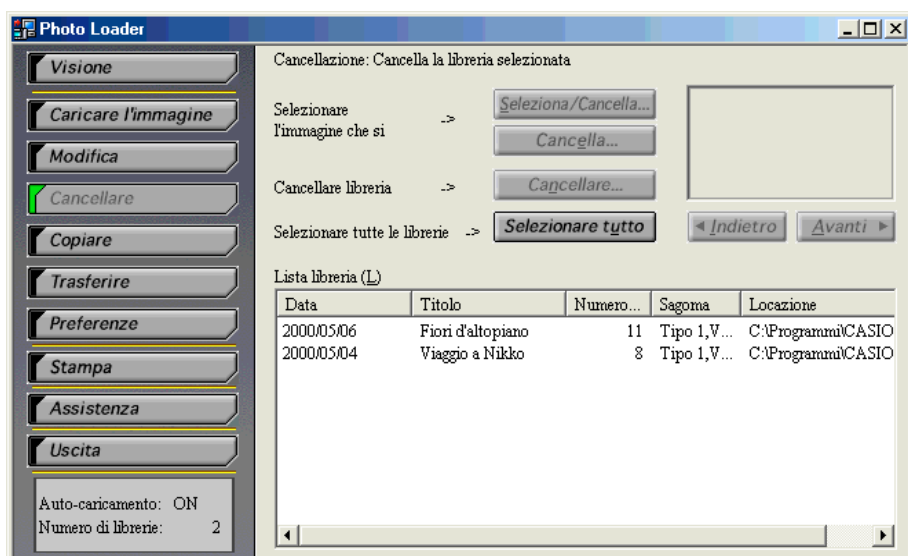 Photo Loader
Visione
Caricare l'immagine
Modifica
Cancellare
Copiare
Trasferire
Preferenze
Stampa
Assistenza
Uscita
Auto-caricamento: ON
Numero di librerie: 2
Cancellazione: Cancella la libreria selezionata
Selezionare
l'immagine che si
->
Seleziona/Cancella...
Cancella...
Cancellare libreria -> Cancellare...
Selezionare tutte le librerie -> Selezionare tutto
Indietro Avanti
Lista libreria (L)
Data Titolo Numero... Sagoma Locazione
2000/05/06 Fiori d'altopiano 11 Tipo 1,V... C:\Programmi\CASIO
2000/05/04 Viaggio a Nikko 8 Tipo 1,V... C:\Programmi\CASIO